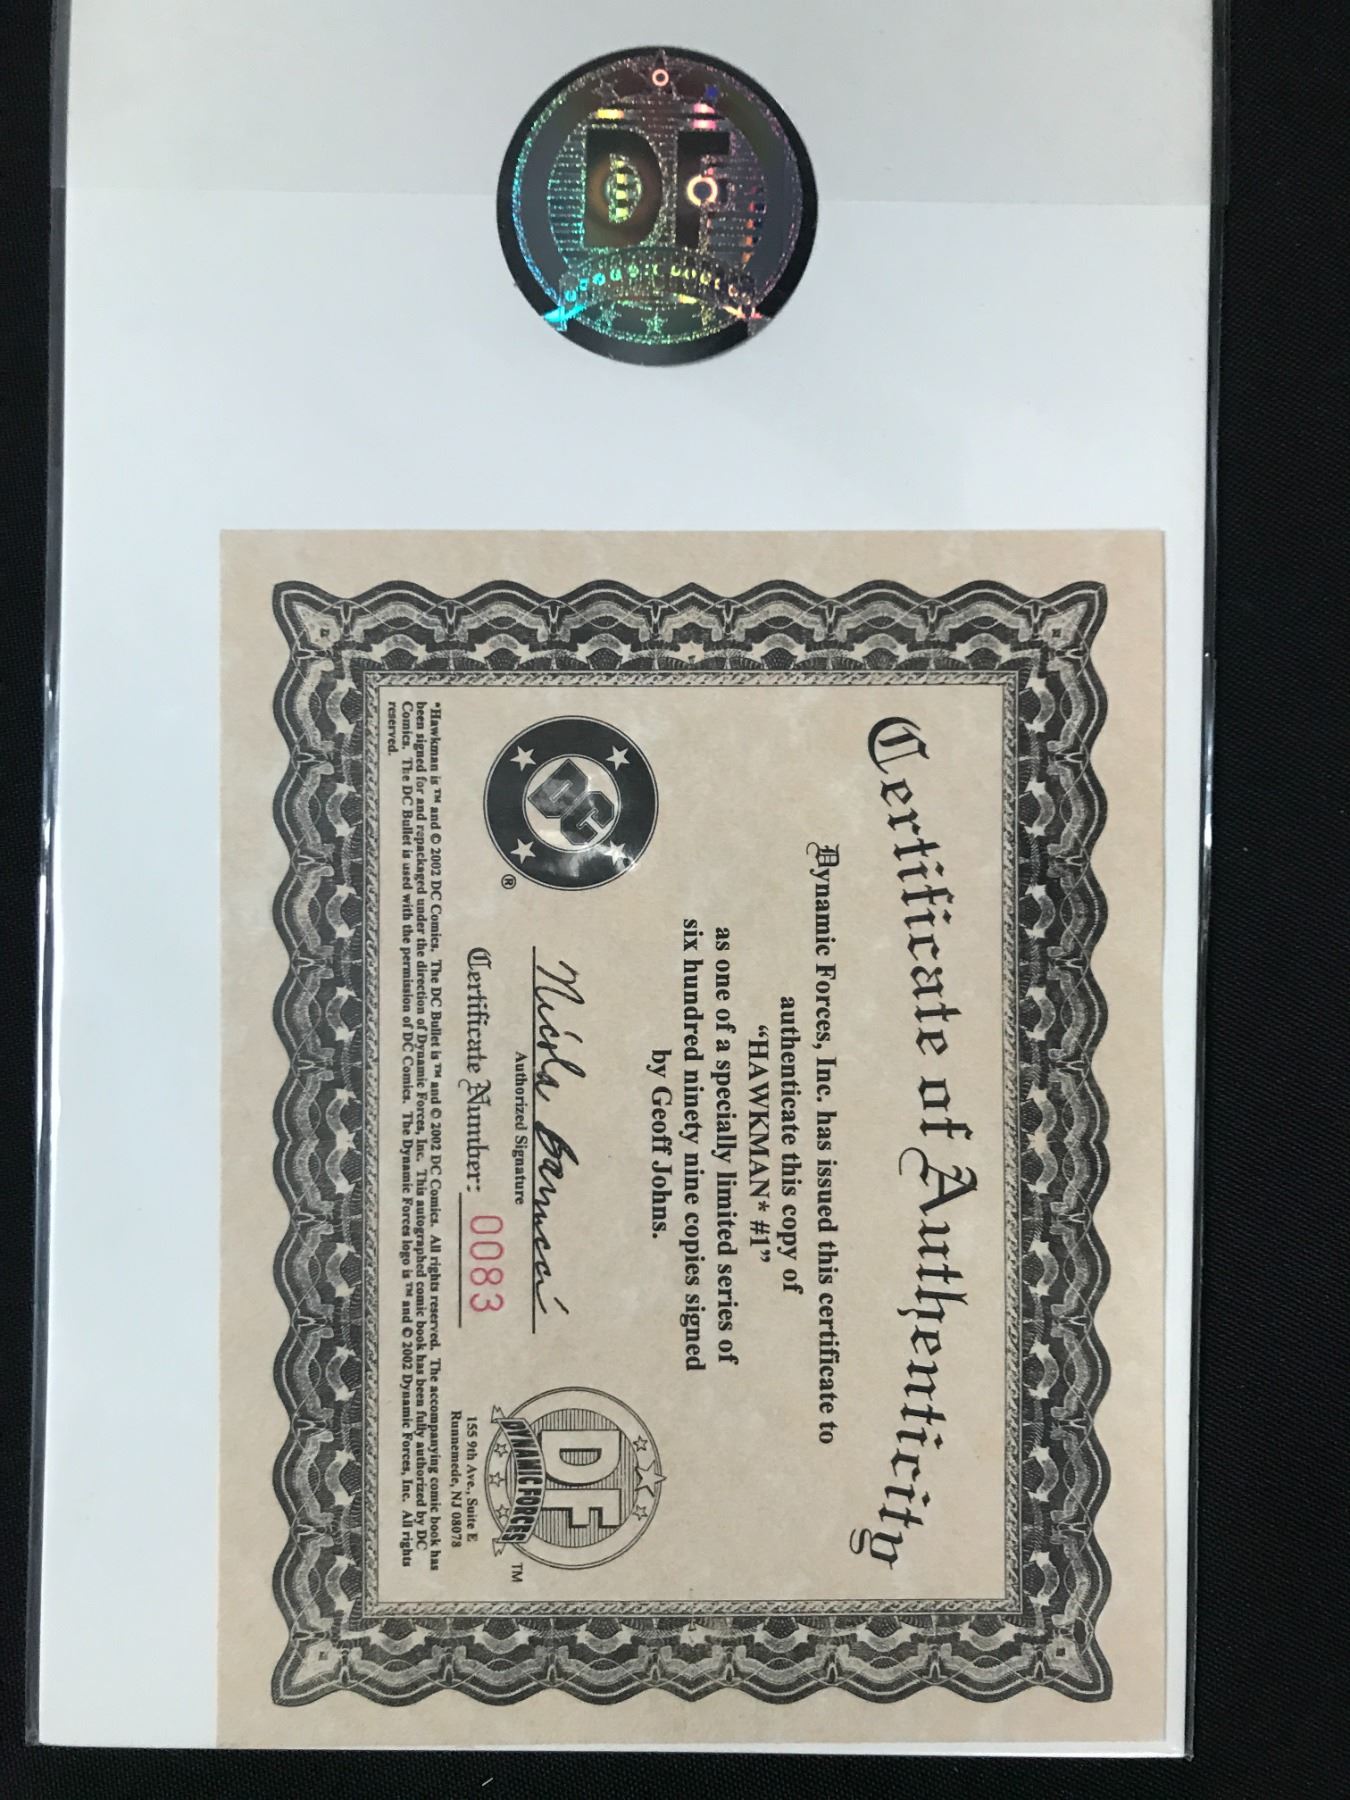 DF
Certificate of Authenticity
Dynamic Forces, Inc. has issued this certificate to
authenticate this copy of
“HAWKMAN* #1”
as one of a specially limited series of
six hundred ninety nine copies signed
by Geoff Johns.
DC
®
Authorized Signature
Certificate Number: 0083
DF
DYNAMIC FORCES
TM
155 9th Ave., Suite E
Runnemede, NJ 08078
*Hawkman is ™ and © 2002 DC Comics. The DC Bullet is ™ and © 2002 DC Comics. All rights reserved. The accompanying comic book has
been signed for and repackaged under the direction of Dynamic Forces, Inc. This autographed comic book has been fully authorized by DC
Comics. The DC Bullet is used with the permission of DC Comics. The Dynamic Forces logo is ™ and © 2002 Dynamic Forces, Inc. All rights
reserved.